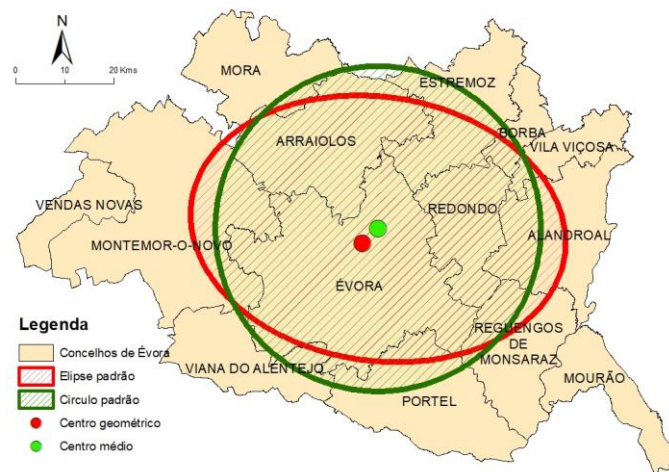 N
0 10 20 Kms
MORA
ESTREMOZ
ARRAIOLOS
BORBA
VILA VIÇOSA
VENDAS NOVAS
REDONDO
MONTEMOR-O-NOVO
ALANDROAL
ÉVORA
REGUENGOS
DE
MONSARAZ
VIANA DO ALENTEJO
MOURÃO
PORTEL
Legenda
Concelhos de Évora
Elipse padrão
Circulo padrão
Centro geométrico
Centro médio